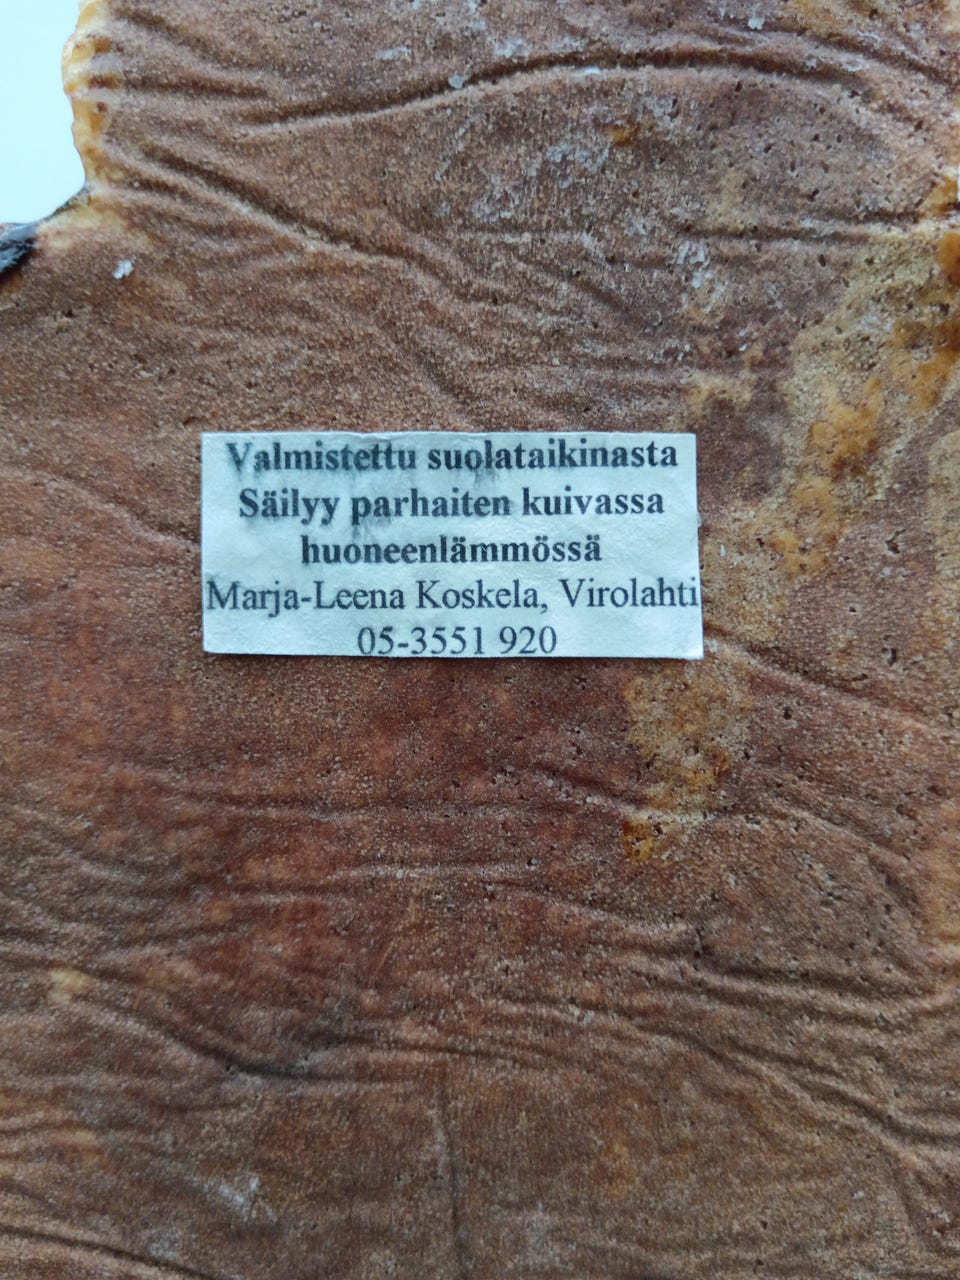 Valmistettu suolataikinasta
Säilyy parhaiten kuivassa
huoneenlämmössä
Marja-Leena Koskela, Virolahti
05-3551 920